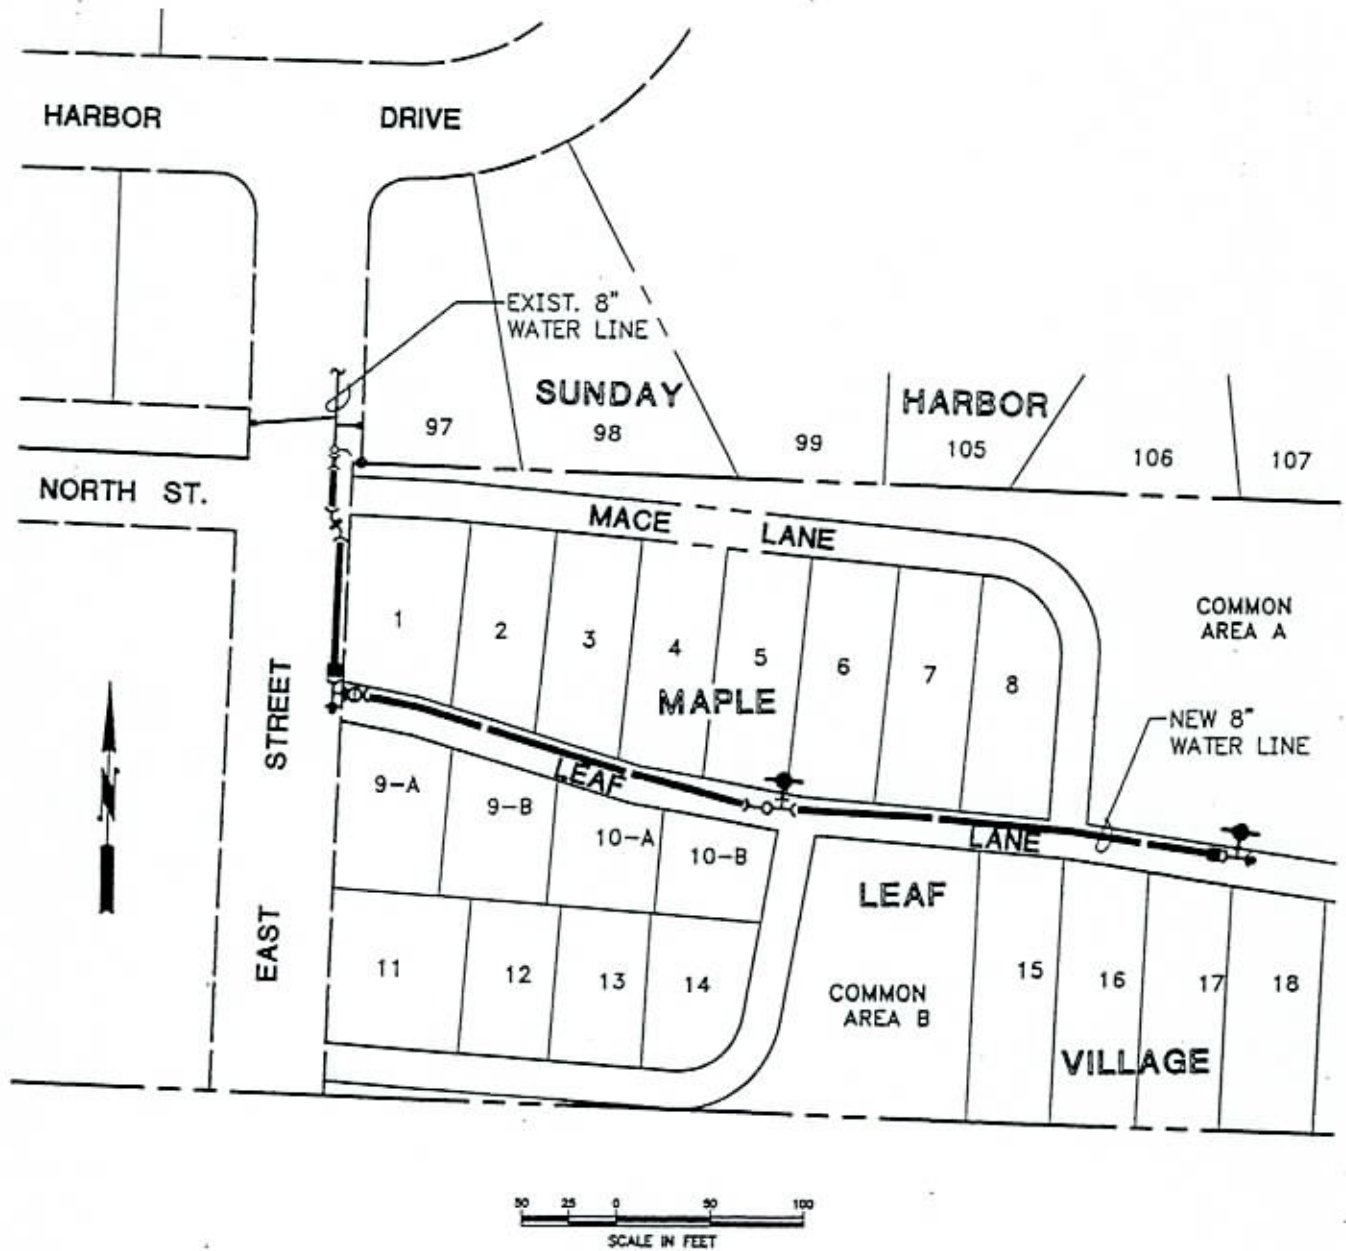 HARBOR DRIVE
EXIST. 8"
WATER LINE
SUNDAY HARBOR
97
98
99
105
106
107
NORTH ST.
MACE LANE
COMMON
AREA A
1
2
3
4
5
6
7
8
MAPLE
NEW 8"
WATER LINE
EAST STREET
N
LEAF LANE
9-A
9-B
10-A
10-B
LEAF
11
12
13
14
COMMON
AREA B
15
16
17
18
VILLAGE
50 25 0 50 100
SCALE IN FEET